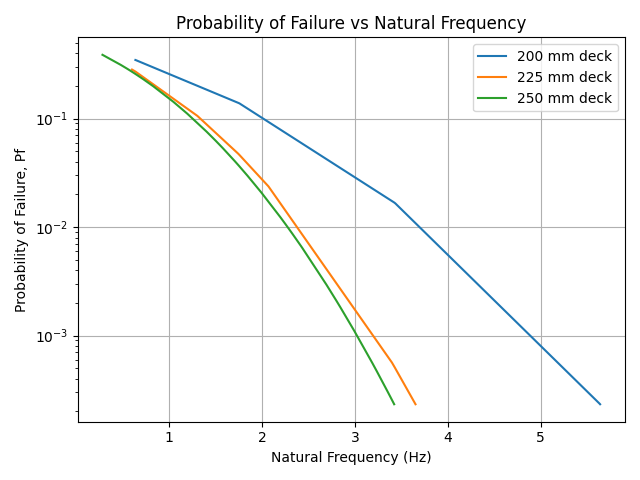 Probability of Failure vs Natural Frequency
200 mm deck
225 mm deck
250 mm deck
Probability of Failure, Pf
10⁻¹
10⁻²
10⁻³
1 2 3 4 5
Natural Frequency (Hz)